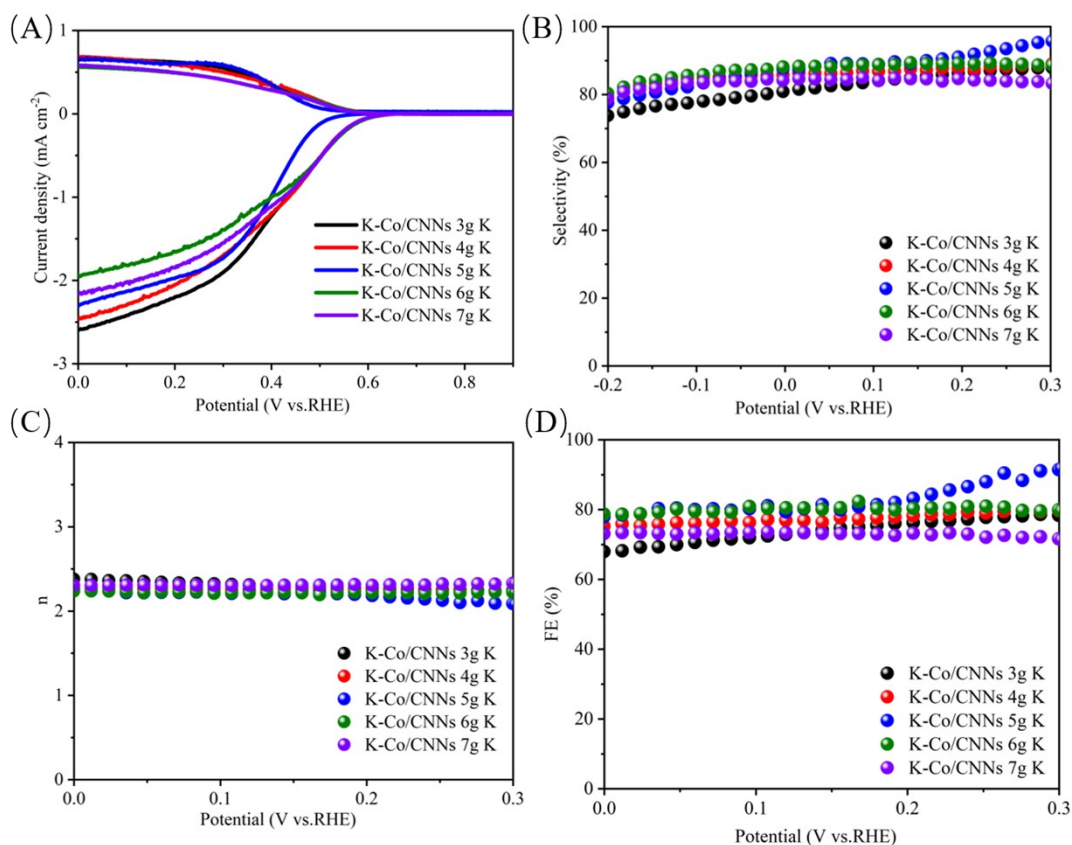 (A)
1
0
-1
-2
-3
Current density (mA cm⁻²)
K-Co/CNNs 3g K
K-Co/CNNs 4g K
K-Co/CNNs 5g K
K-Co/CNNs 6g K
K-Co/CNNs 7g K
0.0 0.2 0.4 0.6 0.8
Potential (V vs.RHE)
(B)
100
80
60
40
20
0
Selectivity (%)
K-Co/CNNs 3g K
K-Co/CNNs 4g K
K-Co/CNNs 5g K
K-Co/CNNs 6g K
K-Co/CNNs 7g K
-0.2 -0.1 0.0 0.1 0.2 0.3
Potential (V vs.RHE)
(C)
4
3
2
1
0
n
K-Co/CNNs 3g K
K-Co/CNNs 4g K
K-Co/CNNs 5g K
K-Co/CNNs 6g K
K-Co/CNNs 7g K
0.0 0.1 0.2 0.3
Potential (V vs.RHE)
(D)
100
80
60
40
20
0
FE (%)
K-Co/CNNs 3g K
K-Co/CNNs 4g K
K-Co/CNNs 5g K
K-Co/CNNs 6g K
K-Co/CNNs 7g K
0.0 0.1 0.2 0.3
Potential (V vs.RHE)